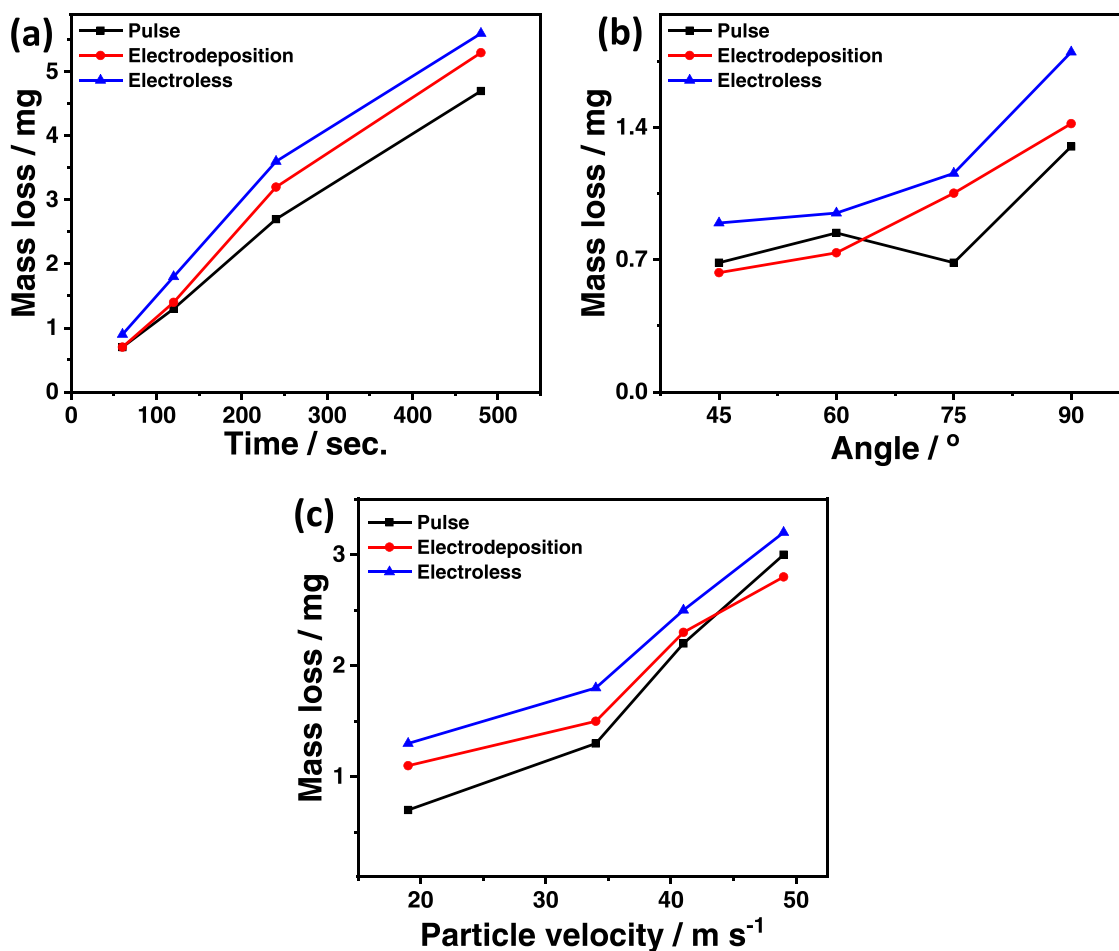 (a)
Pulse
Electrodeposition
Electroless
Mass loss / mg
5
4
3
2
1
0
0 100 200 300 400 500
Time / sec.
(b)
Pulse
Electrodeposition
Electroless
Mass loss / mg
1.4
0.7
0.0
45 60 75 90
Angle / °
(c)
Pulse
Electrodeposition
Electroless
Mass loss / mg
3
2
1
20 30 40 50
Particle velocity / m s⁻¹